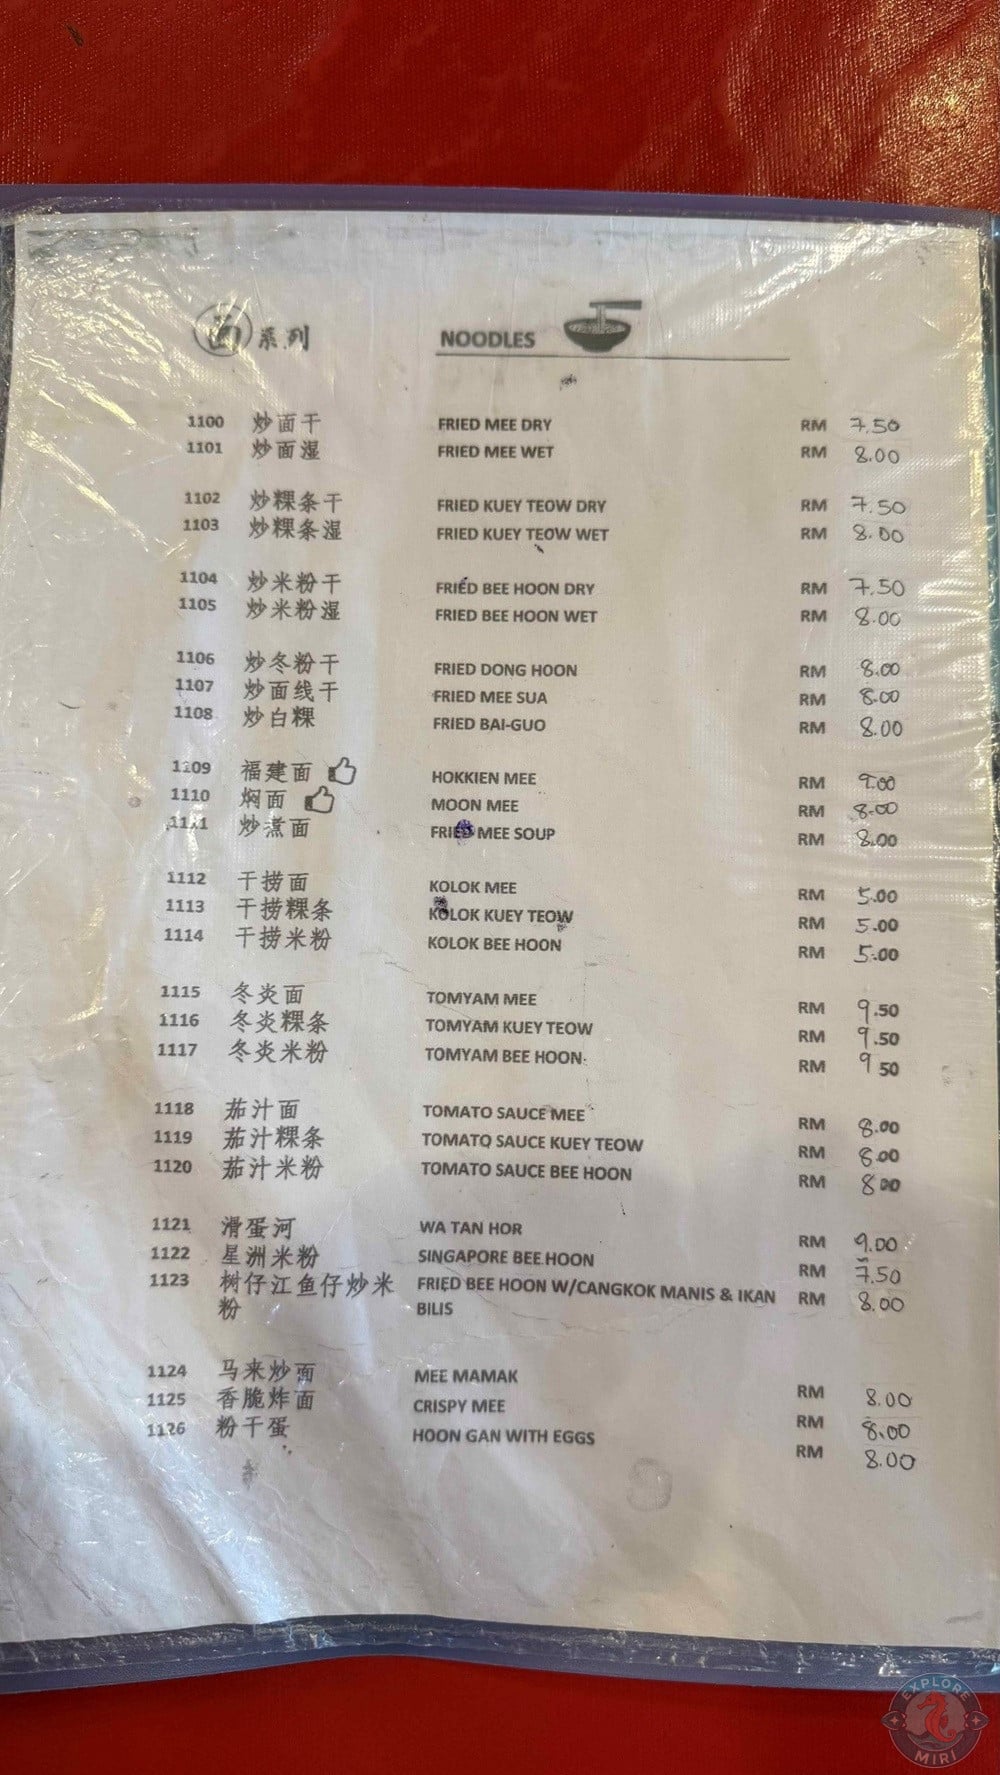 面系列 NOODLES
1100 炒面干 FRIED MEE DRY RM 7.50
1101 炒面湿 FRIED MEE WET RM 8.00
1102 炒粿条干 FRIED KUEY TEOW DRY RM 7.50
1103 炒粿条湿 FRIED KUEY TEOW WET RM 8.00
1104 炒米粉干 FRIED BEE HOON DRY RM 7.50
1105 炒米粉湿 FRIED BEE HOON WET RM 8.00
1106 炒冬粉干 FRIED DONG HOON RM 8.00
1107 炒面线干 FRIED MEE SUA RM 8.00
1108 炒白粿 FRIED BAI-GUO RM 8.00
1109 福建面 HOKKIEN MEE RM 9.00
1110 焖面 MOON MEE RM 8.00
1111 炒煮面 FRIED MEE SOUP RM 8.00
1112 干捞面 KOLOK MEE RM 5.00
1113 干捞粿条 KOLOK KUEY TEOW RM 5.00
1114 干捞米粉 KOLOK BEE HOON RM 5.00
1115 冬炎面 TOMYAM MEE RM 9.50
1116 冬炎粿条 TOMYAM KUEY TEOW RM 9.50
1117 冬炎米粉 TOMYAM BEE HOON RM 9.50
1118 茄汁面 TOMATO SAUCE MEE RM 8.00
1119 茄汁粿条 TOMATO SAUCE KUEY TEOW RM 8.00
1120 茄汁米粉 TOMATO SAUCE BEE HOON RM 8.00
1121 滑蛋河 WA TAN HOR RM 9.00
1122 星洲米粉 SINGAPORE BEE HOON RM 7.50
1123 树仔江鱼仔炒米 FRIED BEE HOON W/CANGKOK MANIS & IKAN RM 8.00
粉 BILIS
1124 马来炒面 MEE MAMAK RM 8.00
1125 香脆炸面 CRISPY MEE RM 8.00
1126 粉干蛋 HOON GAN WITH EGGS RM 8.00
EXPLORE
MIRI